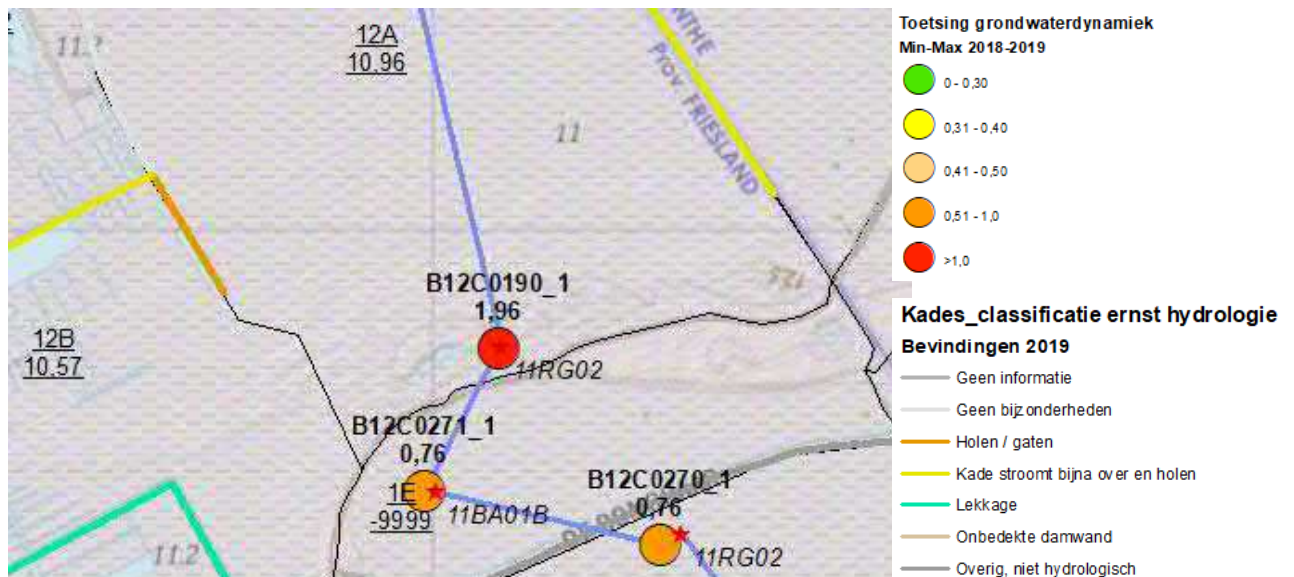 12A
10.96
11.?
NTHE
Prov. FRIESLAND
11
B12C0190_1
1,96
11RG02
12B
10.57
B12C0271_1
0,76
1E
-9999
11BA01B
B12C0270_1
0,76
11RG02
11.2
Toetsing grondwaterdynamiek
Min-Max 2018-2019
0 - 0,30
0,31 - 0,40
0,41 - 0,50
0,51 - 1,0
>1,0
Kades_classificatie ernst hydrologie
Bevindingen 2019
Geen informatie
Geen bijzonderheden
Holen / gaten
Kade stroomt bijna over en holen
Lekkage
Onbedekte damwand
Overig, niet hydrologisch